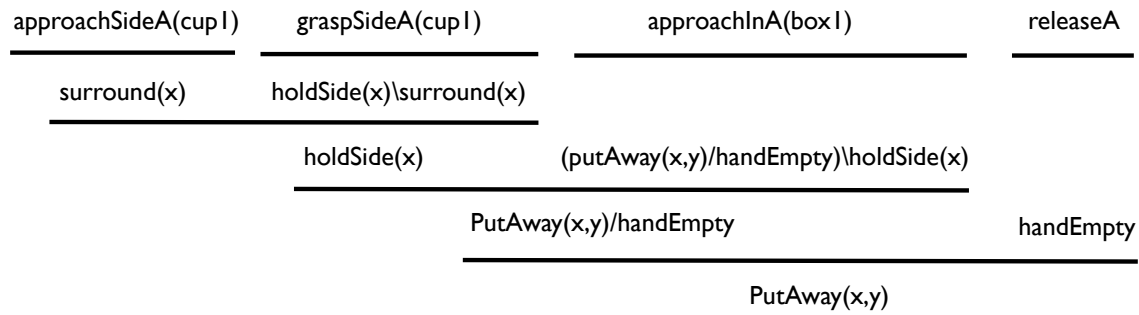 approachSideA(cup1) graspSideA(cup1) approachInA(box1) releaseA
surround(x) holdSide(x)\surround(x)
holdSide(x) (putAway(x,y)/handEmpty)\holdSide(x)
PutAway(x,y)/handEmpty handEmpty
PutAway(x,y)